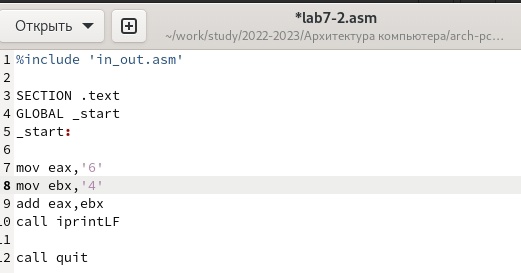 Открыть
*lab7-2.asm
~/work/study/2022-2023/Архитектура компьютера/arch-pc...
1 %include 'in_out.asm'
2
3 SECTION .text
4 GLOBAL _start
5 _start:
6
7 mov eax,'6'
8 mov ebx,'4'
9 add eax,ebx
10 call iprintLF
11
12 call quit